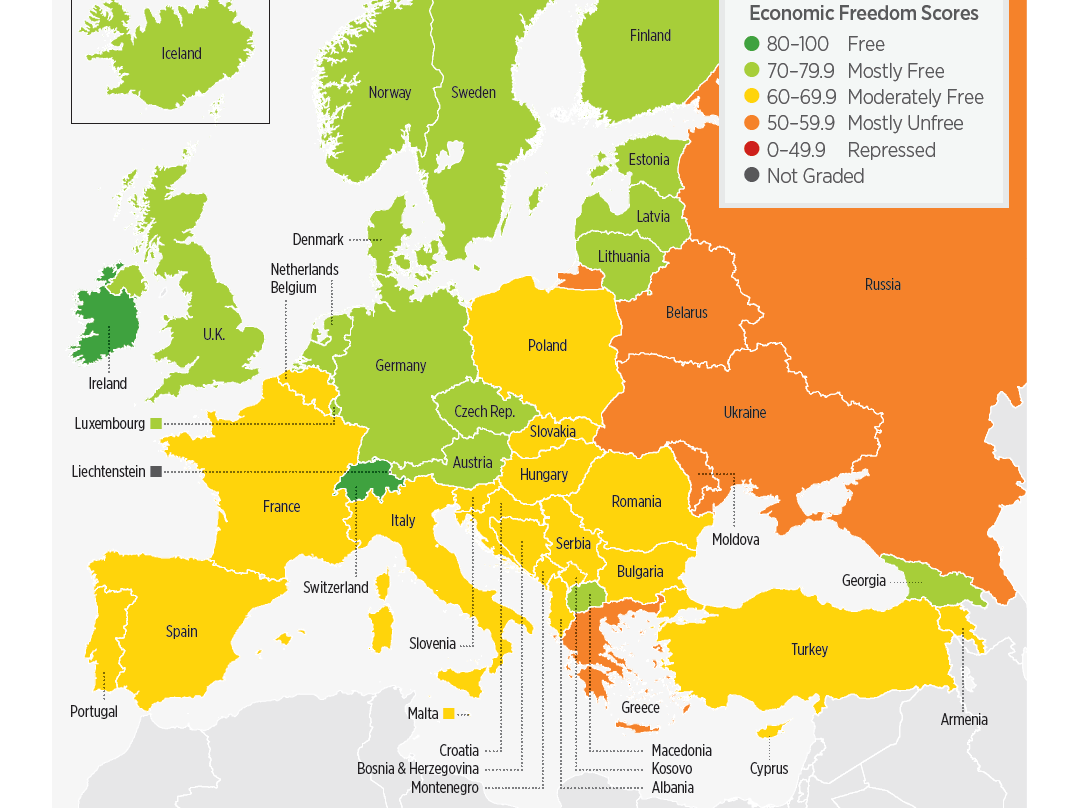 Economic Freedom Scores
80–100 Free
70–79.9 Mostly Free
60–69.9 Moderately Free
50–59.9 Mostly Unfree
0–49.9 Repressed
Not Graded
Iceland
Finland
Norway
Sweden
Estonia
Latvia
Denmark
Lithuania
Netherlands
Belgium
Russia
Belarus
U.K.
Poland
Germany
Ireland
Czech Rep.
Ukraine
Luxembourg
Slovakia
Austria
Liechtenstein
Hungary
Romania
France
Italy
Moldova
Serbia
Bulgaria
Georgia
Switzerland
Spain
Slovenia
Turkey
Portugal
Malta
Greece
Armenia
Croatia
Macedonia
Bosnia & Herzegovina
Kosovo
Cyprus
Montenegro
Albania